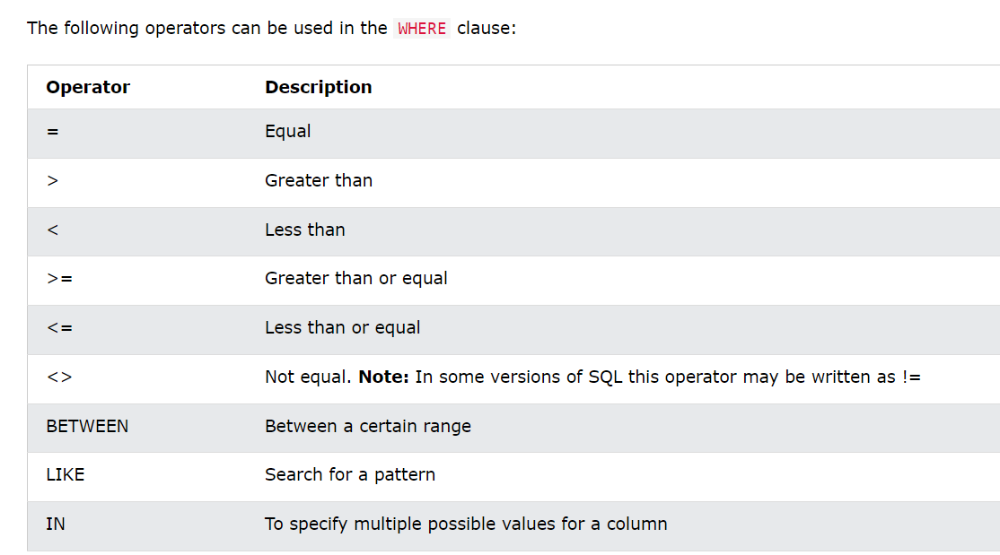 The following operators can be used in the WHERE clause:
Operator Description
= Equal
> Greater than
< Less than
>= Greater than or equal
<= Less than or equal
<> Not equal. Note: In some versions of SQL this operator may be written as !=
BETWEEN Between a certain range
LIKE Search for a pattern
IN To specify multiple possible values for a column